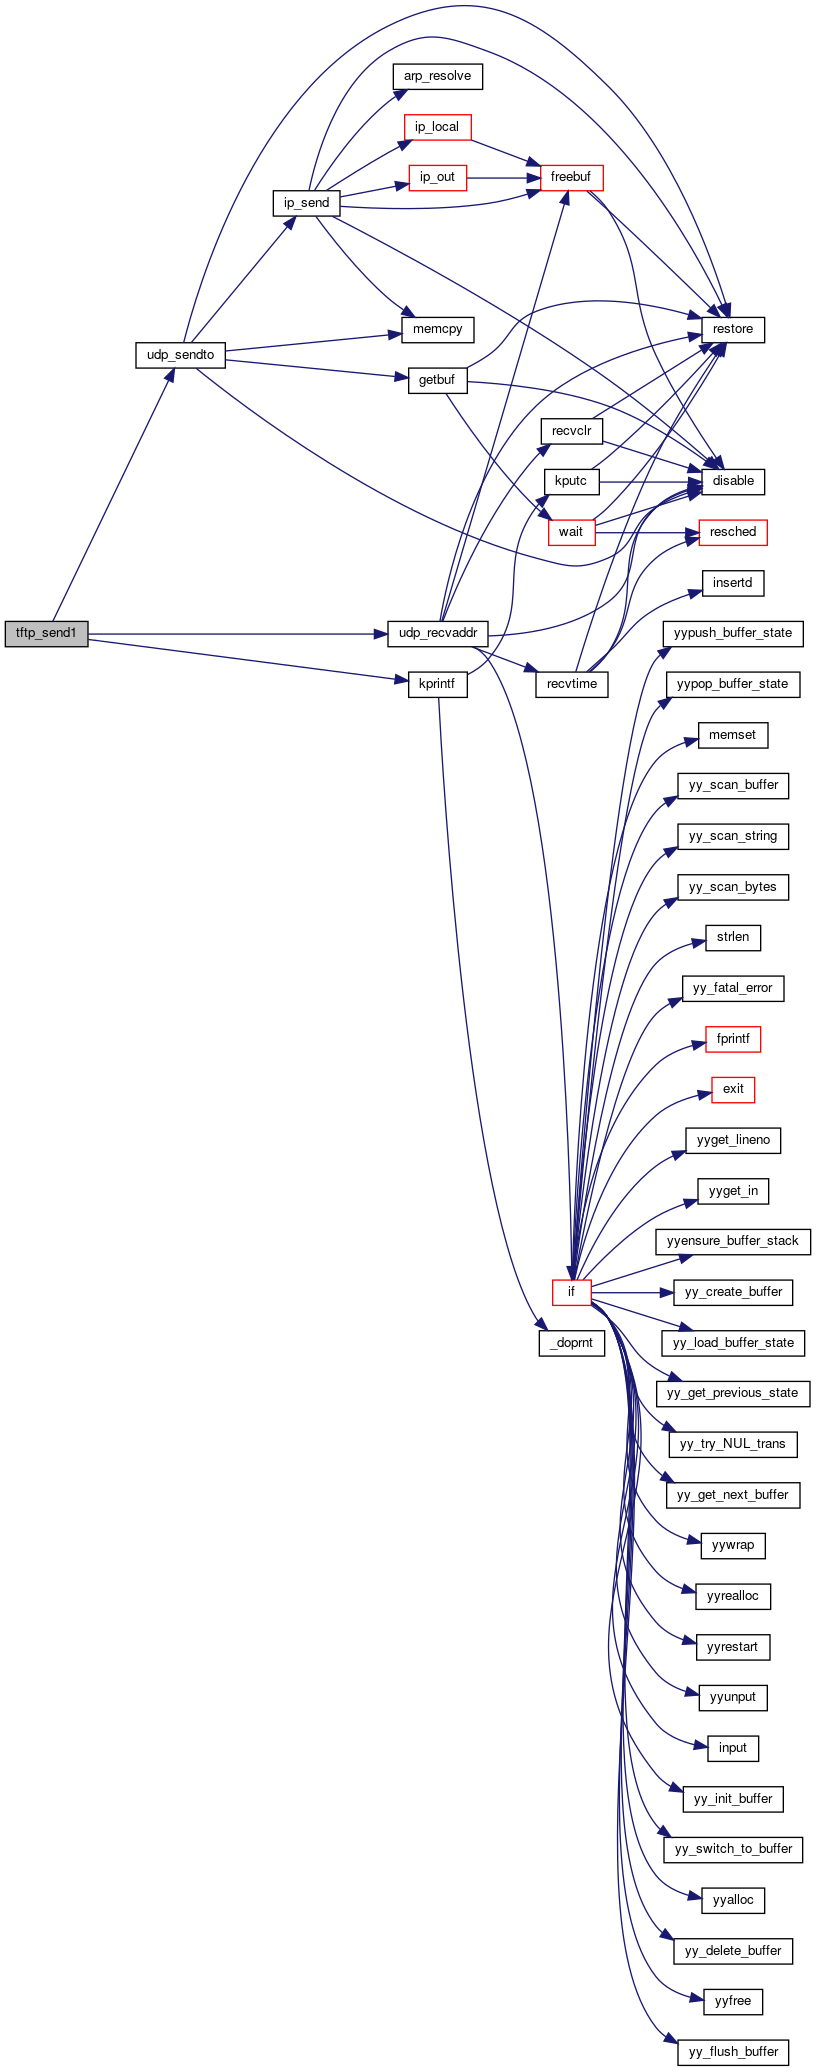 arp_resolve
ip_local
ip_out
freebuf
ip_send
memcpy
restore
udp_sendto
getbuf
recvclr
kputc
disable
wait
resched
insertd
tftp_send1
udp_recvaddr
yypush_buffer_state
kprintf
recvtime
yypop_buffer_state
memset
yy_scan_buffer
yy_scan_string
yy_scan_bytes
strlen
yy_fatal_error
fprintf
exit
yyget_lineno
yyget_in
yyensure_buffer_stack
if
yy_create_buffer
_doprnt
yy_load_buffer_state
yy_get_previous_state
yy_try_NUL_trans
yy_get_next_buffer
yywrap
yyrealloc
yyrestart
yyunput
input
yy_init_buffer
yy_switch_to_buffer
yyalloc
yy_delete_buffer
yyfree
yy_flush_buffer